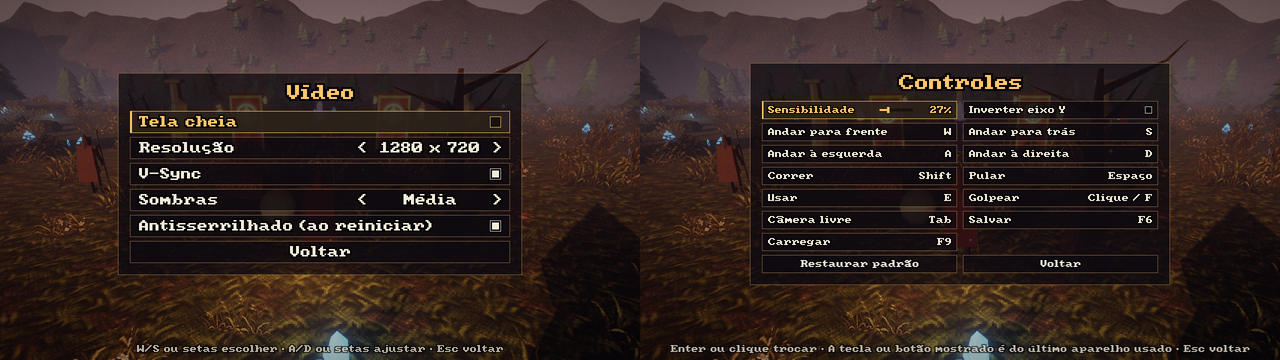 Vídeo
Tela cheia
Resolução < 1280 x 720 >
V-Sync
Sombras < Média >
Antisserrilhado (ao reiniciar)
Voltar
W/S ou setas escolher · A/D ou setas ajustar · Esc voltar
Controles
Sensibilidade 27% Inverter eixo Y
Andar para frente W Andar para trás S
Andar à esquerda A Andar à direita D
Correr Shift Pular Espaço
Usar E Golpear Clique / F
Câmera livre Tab Salvar F6
Carregar F9
Restaurar padrão Voltar
Enter ou clique trocar · A tecla ou botão mostrado é do último aparelho usado · Esc voltar